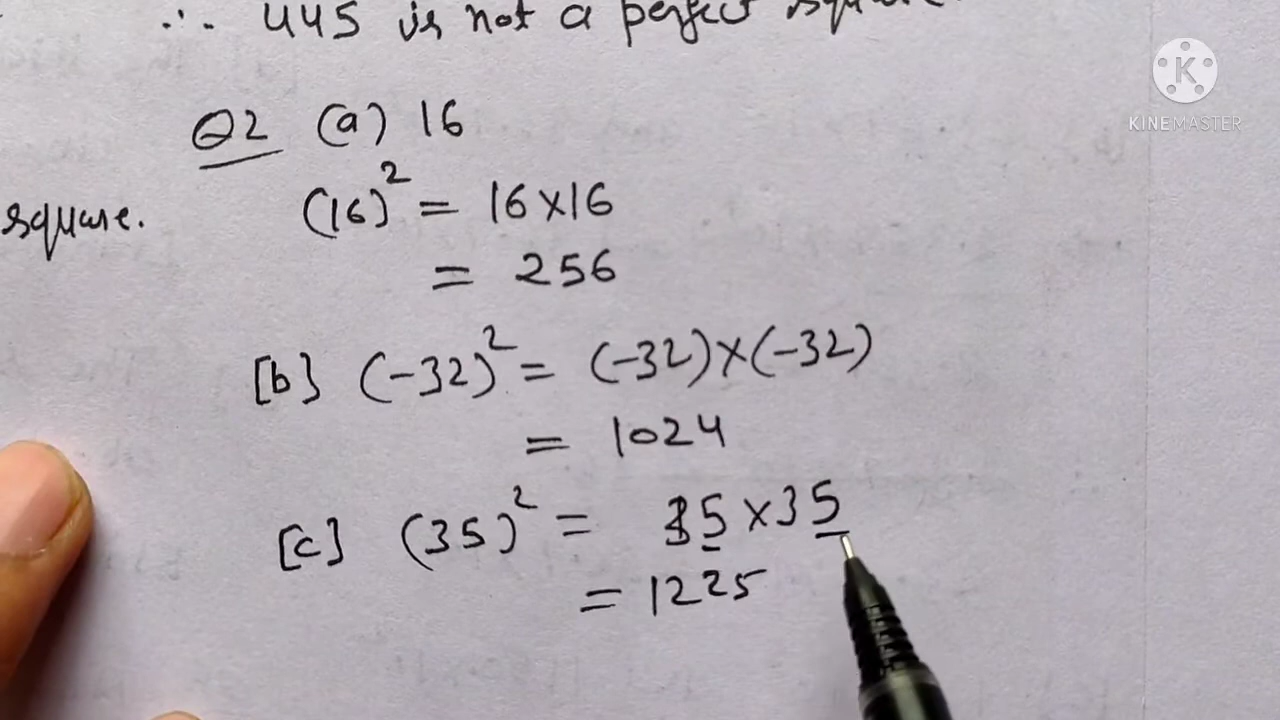 ∴ 445 is not a perfect square.
Q2 (a) 16
square.
(16)² = 16×16
= 256
[b] (-32)² = (-32)×(-32)
= 1024
[c] (35)² = 35×35
= 1225
K
KINEMASTER